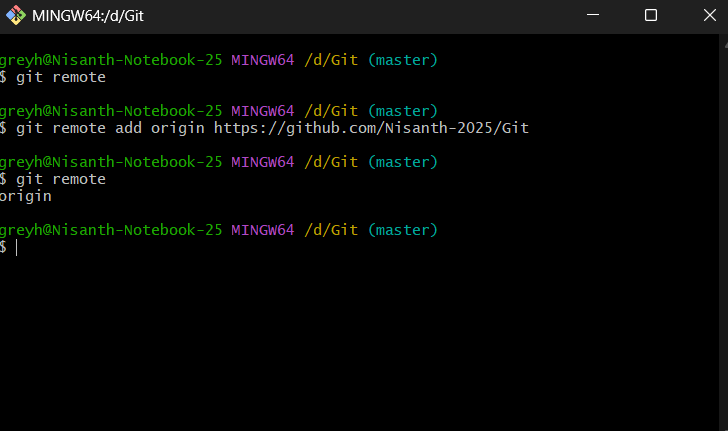 MINGW64:/d/Git
greyh@Nisanth-Notebook-25 MINGW64 /d/Git (master)
$ git remote
greyh@Nisanth-Notebook-25 MINGW64 /d/Git (master)
$ git remote add origin https://github.com/Nisanth-2025/Git
greyh@Nisanth-Notebook-25 MINGW64 /d/Git (master)
$ git remote
origin
greyh@Nisanth-Notebook-25 MINGW64 /d/Git (master)
$